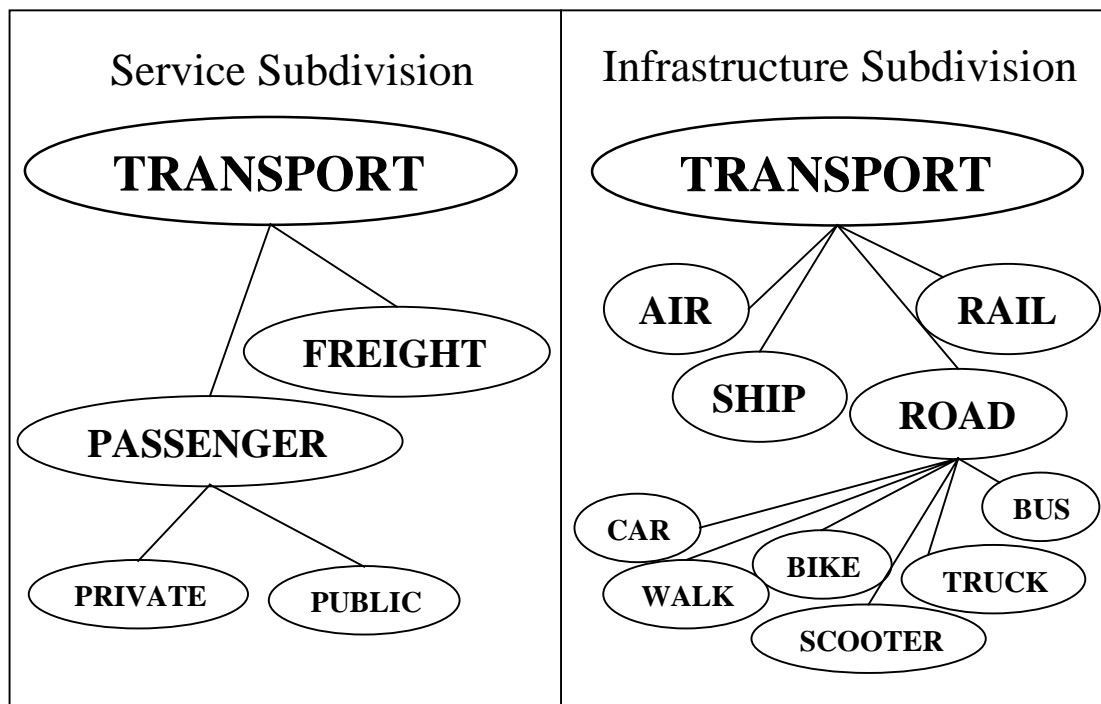 Service Subdivision
TRANSPORT
FREIGHT
PASSENGER
PRIVATE
PUBLIC
Infrastructure Subdivision
TRANSPORT
AIR
RAIL
SHIP
ROAD
CAR
BUS
WALK
BIKE
TRUCK
SCOOTER